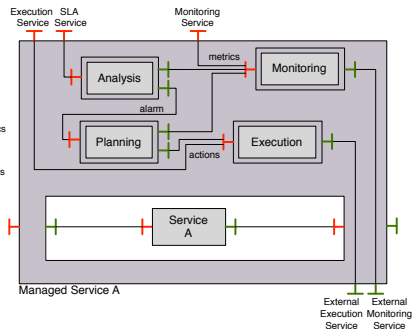 Execution
Service
SLA
Service
Monitoring
Service
metrics
Analysis
Monitoring
alarm
Planning
Execution
actions
Service
A
Managed Service A
External
Execution
Service
External
Monitoring
Service